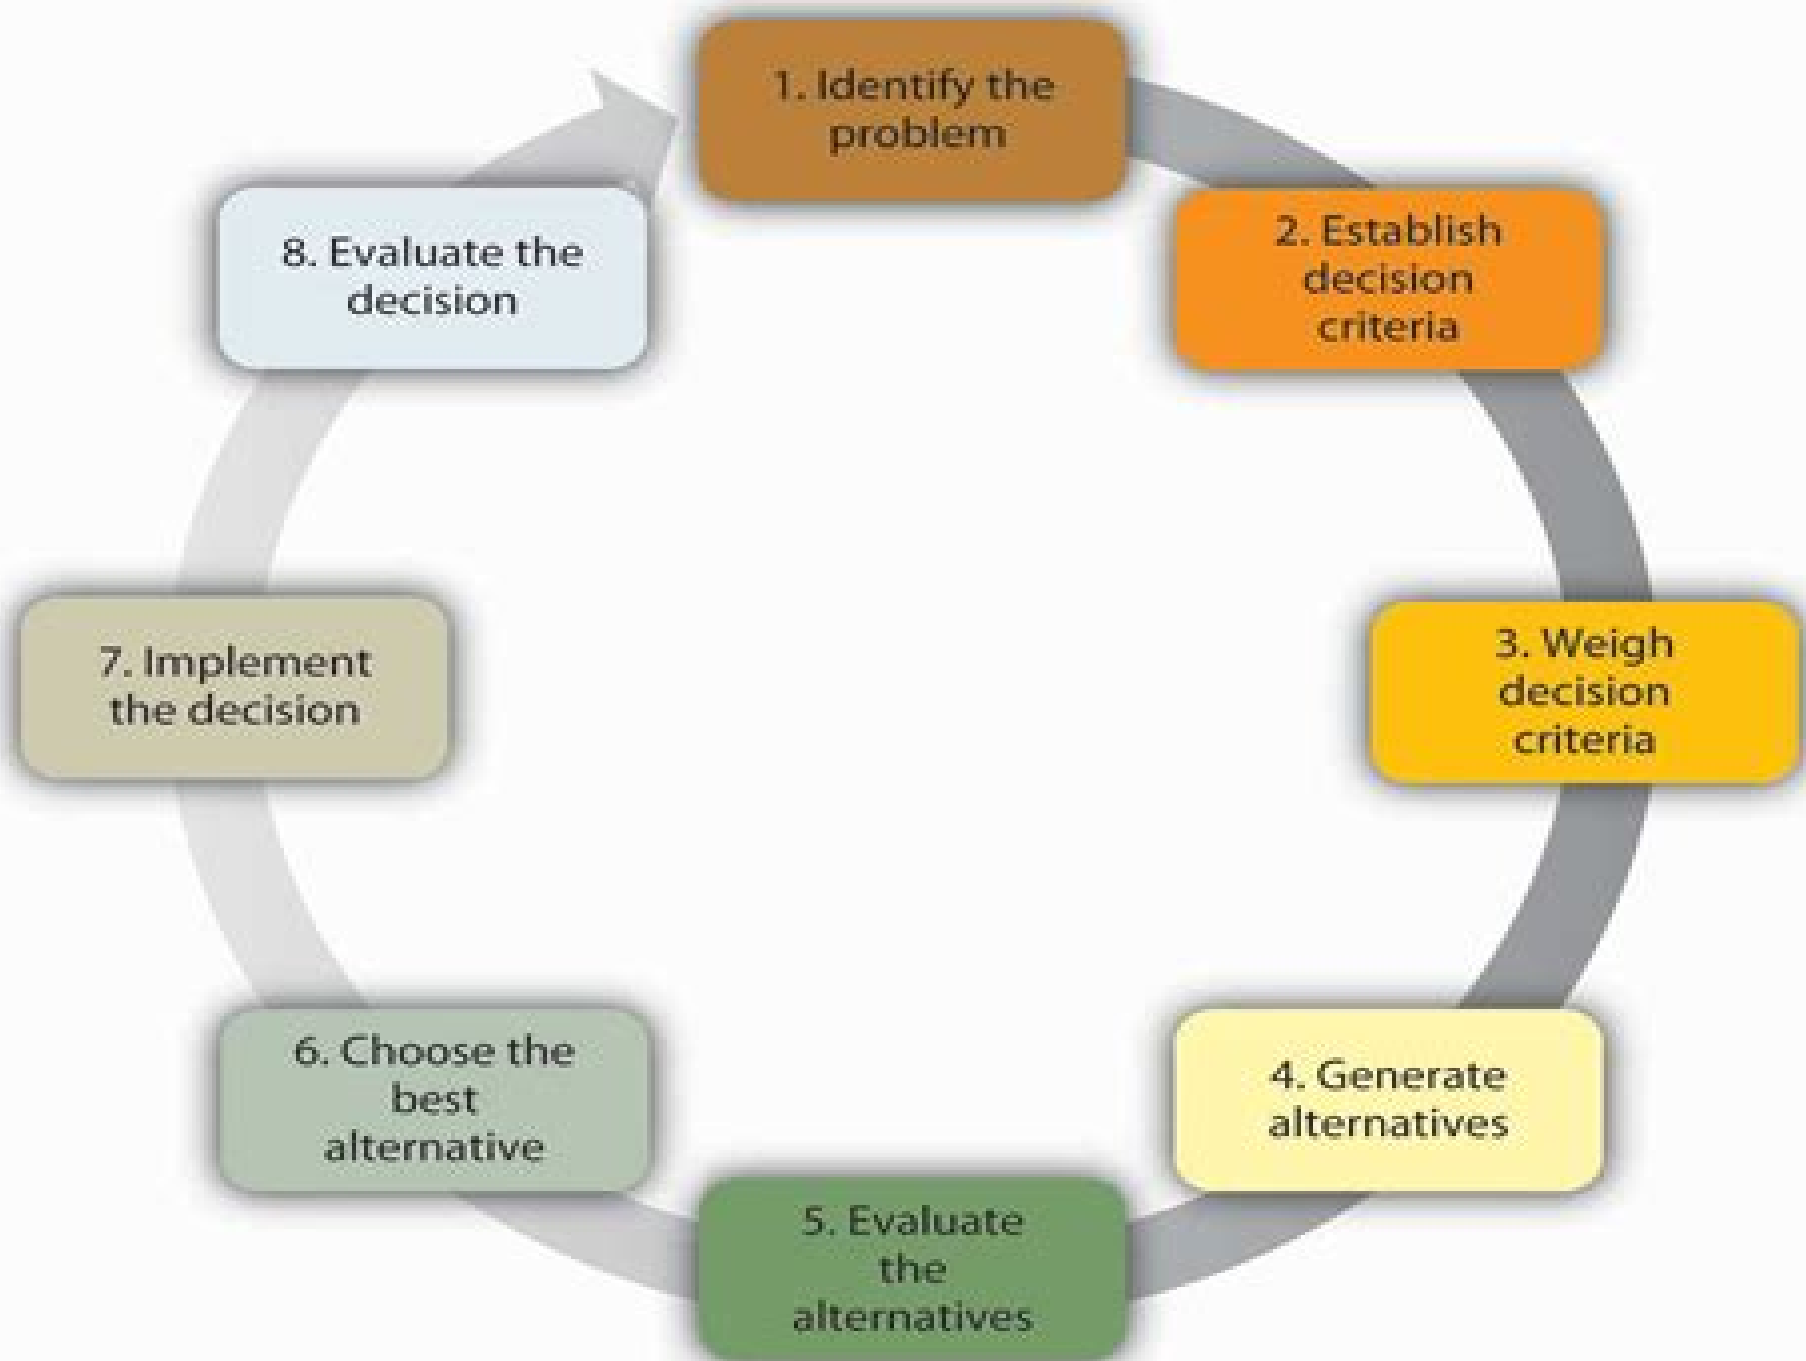 1. Identify the
problem
2. Establish
decision
criteria
3. Weigh
decision
criteria
4. Generate
alternatives
5. Evaluate
the
alternatives
6. Choose the
best
alternative
7. Implement
the decision
8. Evaluate the
decision